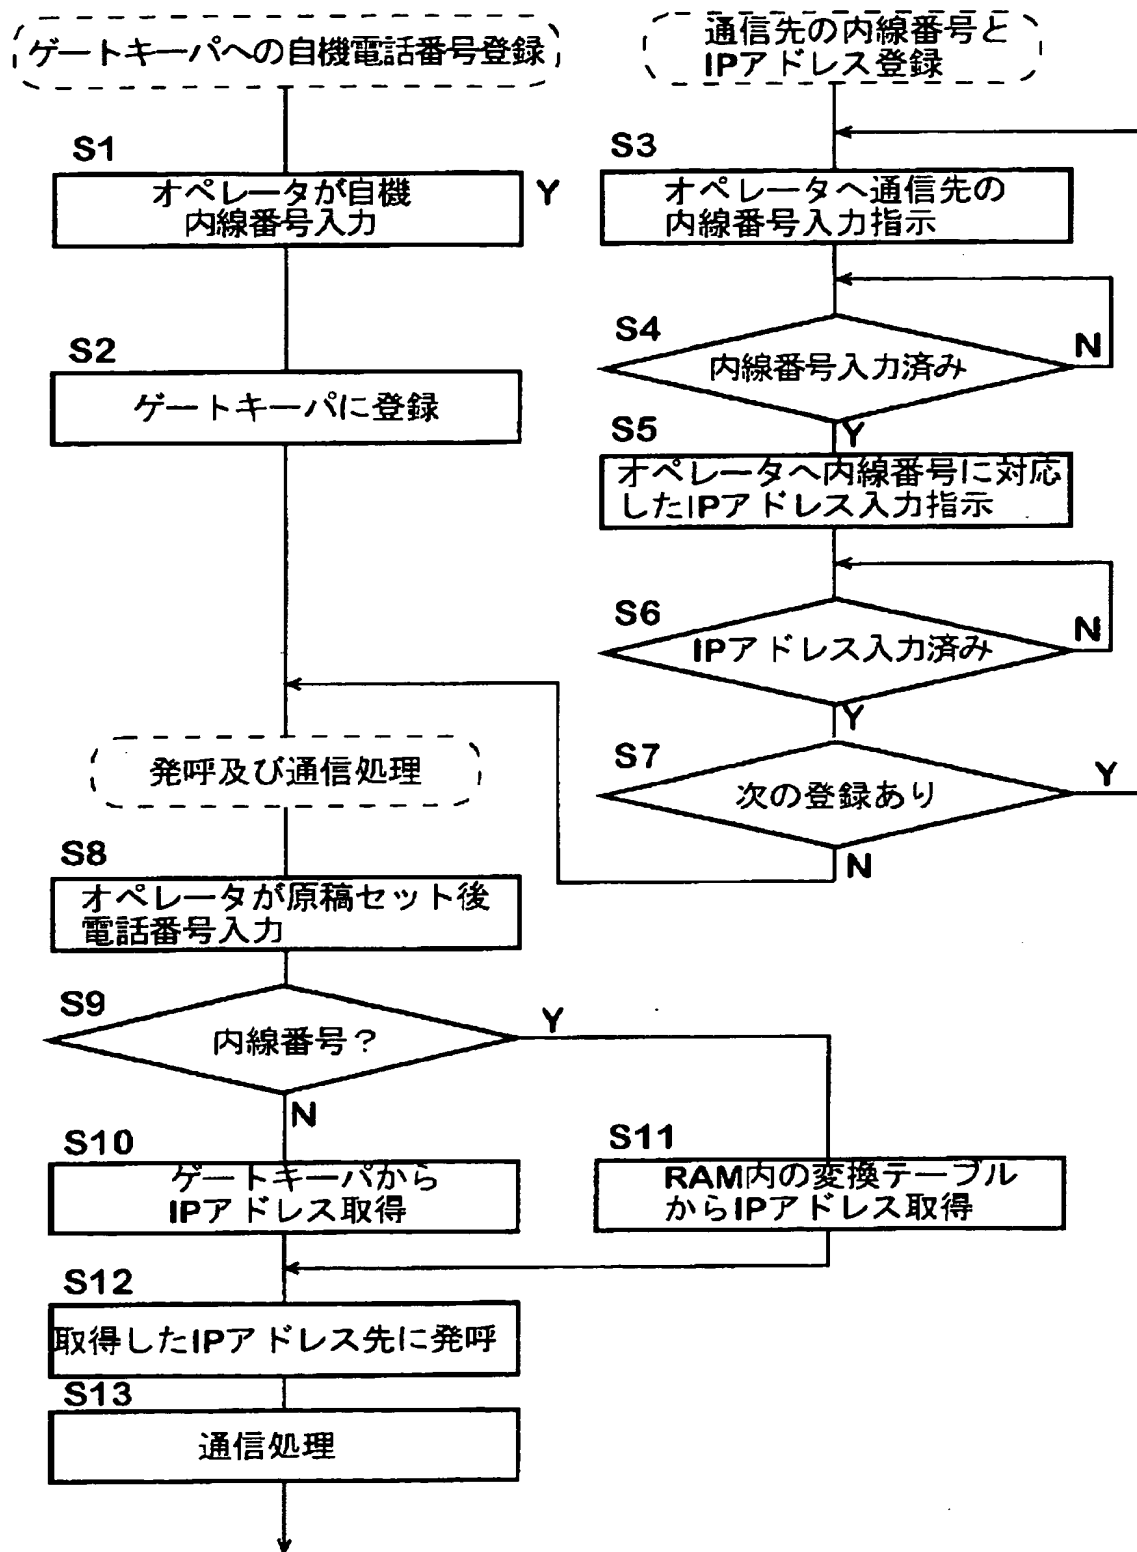 ゲートキーパへの自機電話番号登録
S1
オペレータが自機
内線番号入力
Y
S2
ゲートキーパに登録
通信先の内線番号と
IPアドレス登録
S3
オペレータへ通信先の
内線番号入力指示
S4
内線番号入力済み
N
Y
S5
オペレータへ内線番号に対応
したIPアドレス入力指示
S6
IPアドレス入力済み
N
Y
S7
次の登録あり
Y
N
発呼及び通信処理
S8
オペレータが原稿セット後
電話番号入力
S9
内線番号？
Y
N
S10
ゲートキーパから
IPアドレス取得
S11
RAM内の変換テーブル
からIPアドレス取得
S12
取得したIPアドレス先に発呼
S13
通信処理